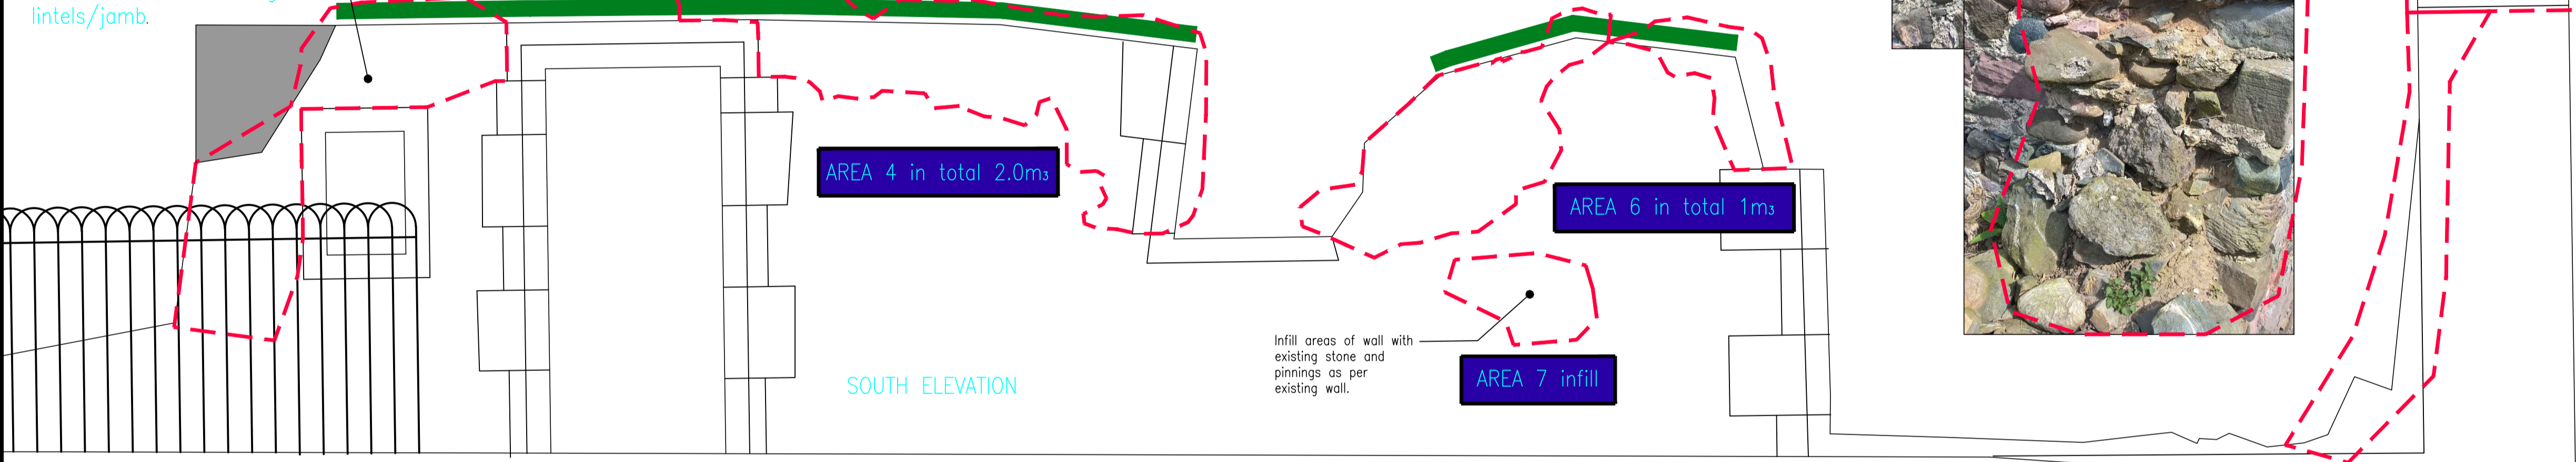 lintels/jamb.
AREA 4 in total 2.0m3
AREA 6 in total 1m3
Infill areas of wall with
existing stone and
pinnings as per
existing wall.
AREA 7 infill
SOUTH ELEVATION